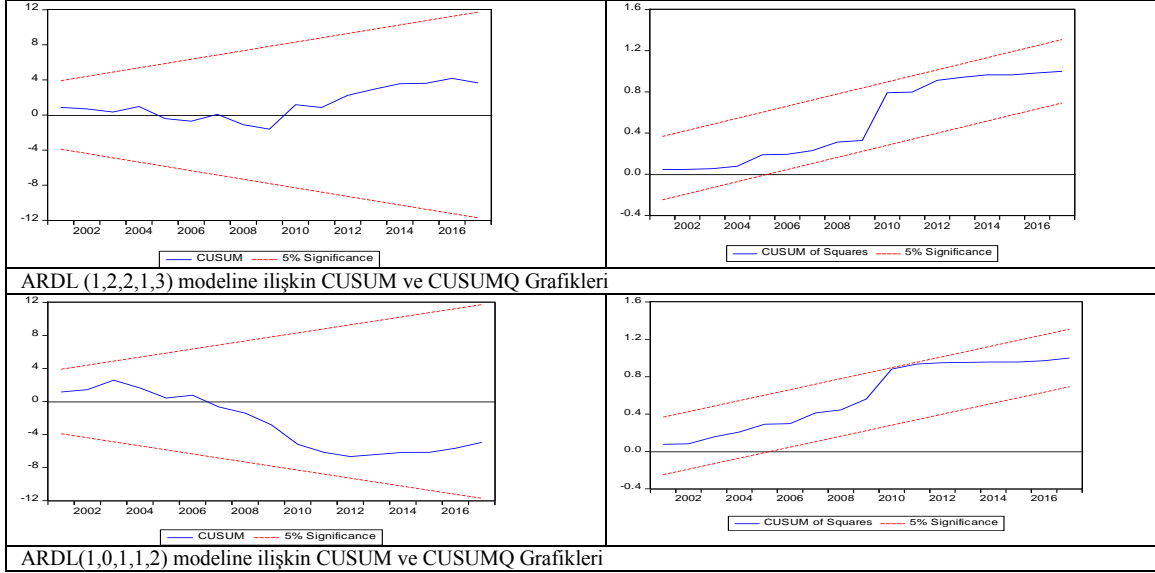 12
8
4
0
-4
-8
-12
2002 2004 2006 2008 2010 2012 2014 2016
CUSUM 5% Significance
1.6
1.2
0.8
0.4
0.0
-0.4
2002 2004 2006 2008 2010 2012 2014 2016
CUSUM of Squares 5% Significance
ARDL (1,2,2,1,3) modeline ilişkin CUSUM ve CUSUMQ Grafikleri
12
8
4
0
-4
-8
-12
2002 2004 2006 2008 2010 2012 2014 2016
CUSUM 5% Significance
1.6
1.2
0.8
0.4
0.0
-0.4
2002 2004 2006 2008 2010 2012 2014 2016
CUSUM of Squares 5% Significance
ARDL(1,0,1,1,2) modeline ilişkin CUSUM ve CUSUMQ Grafikleri